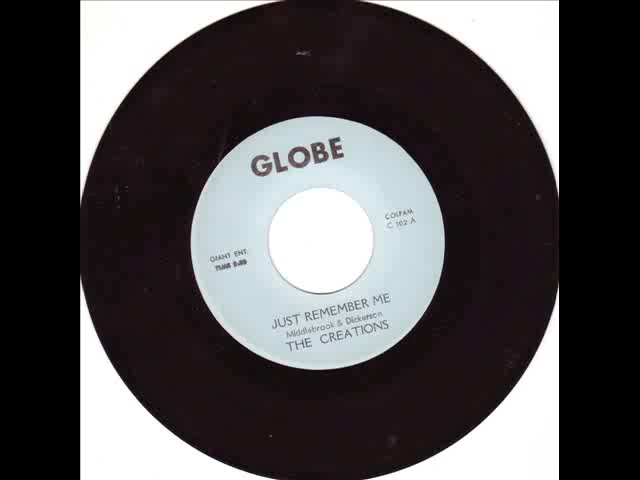 GLOBE
GIANT ENT.
COLPAM
C 102 A
JUST REMEMBER ME
Middlebrook & Dickerson
THE CREATIONS